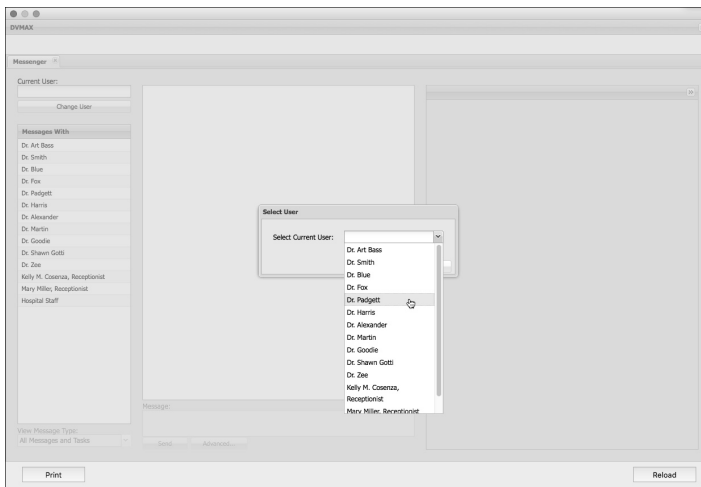 DVMAX
Messenger
Current User:
Change User
Messages With
Dr. Art Bass
Dr. Smith
Dr. Blue
Dr. Fox
Dr. Padgett
Dr. Harris
Dr. Alexander
Dr. Martin
Dr. Goodie
Dr. Shawn Gotti
Dr. Zee
Kelly M. Cosenza, Receptionist
Mary Miller, Receptionist
Hospital Staff
View Message Type:
All Messages and Tasks
Message:
Send Advanced...
Select User
Select Current User:
Dr. Art Bass
Dr. Smith
Dr. Blue
Dr. Fox
Dr. Padgett
Dr. Harris
Dr. Alexander
Dr. Martin
Dr. Goodie
Dr. Shawn Gotti
Dr. Zee
Kelly M. Cosenza,
Receptionist
Mary Miller, Receptionist
Print Reload